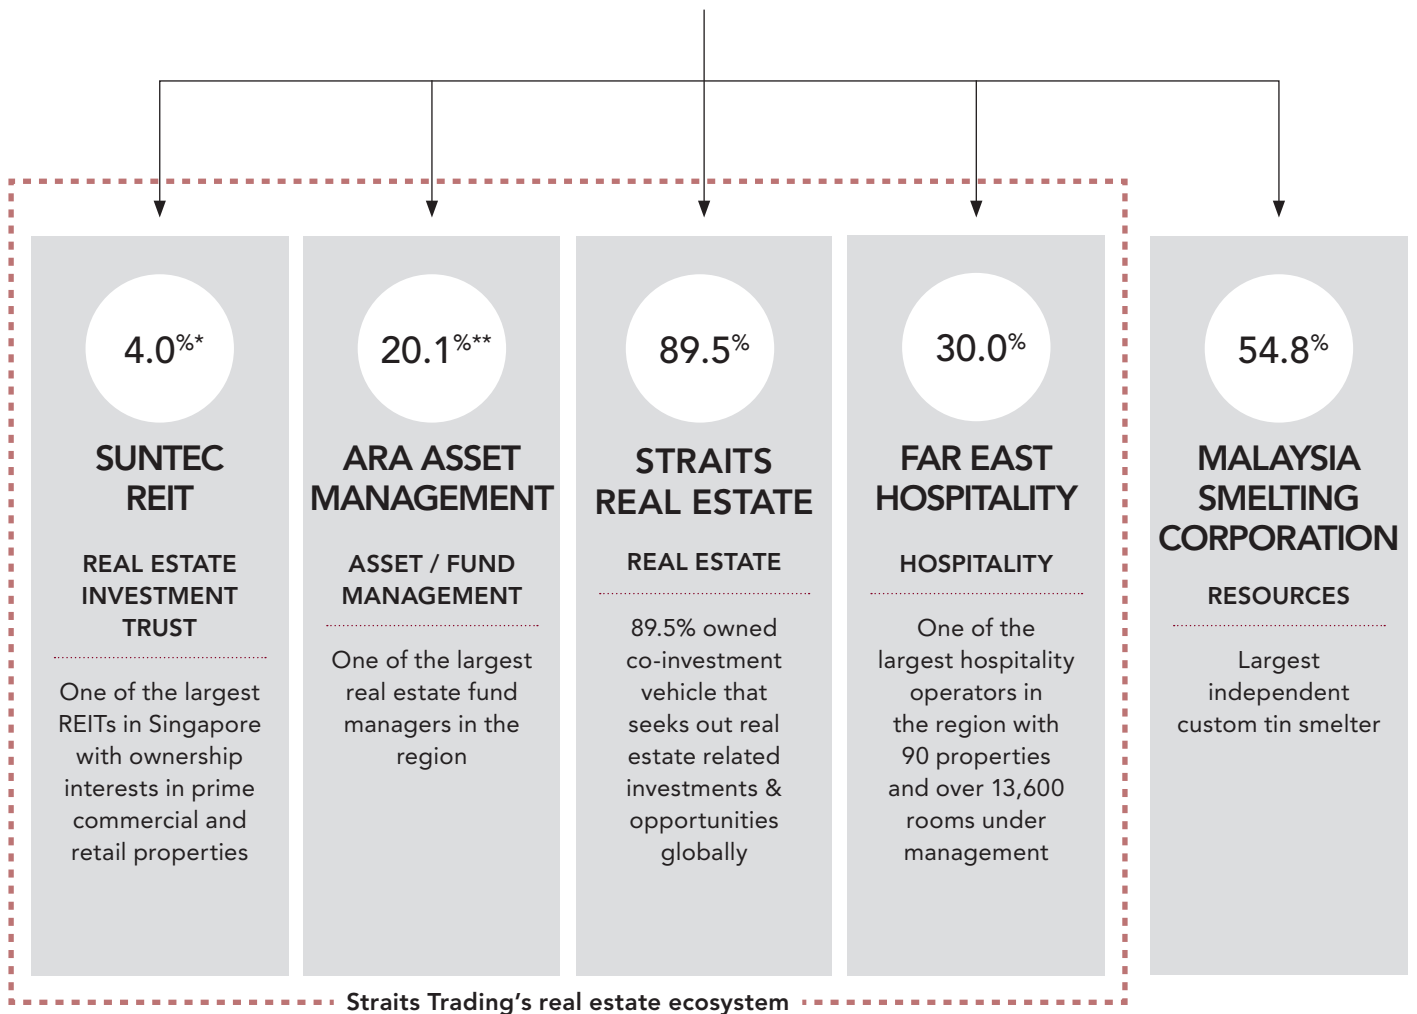 4.0%*
SUNTEC
REIT
REAL ESTATE
INVESTMENT
TRUST
One of the largest
REITs in Singapore
with ownership
interests in prime
commercial and
retail properties
20.1%**
ARA ASSET
MANAGEMENT
ASSET / FUND
MANAGEMENT
One of the largest
real estate fund
managers in the
region
89.5%
STRAITS
REAL ESTATE
REAL ESTATE
89.5% owned
co-investment
vehicle that
seeks out real
estate related
investments &
opportunities
globally
30.0%
FAR EAST
HOSPITALITY
HOSPITALITY
One of the
largest hospitality
operators in
the region with
90 properties
and over 13,600
rooms under
management
54.8%
MALAYSIA
SMELTING
CORPORATION
RESOURCES
Largest
independent
custom tin smelter
Straits Trading’s real estate ecosystem